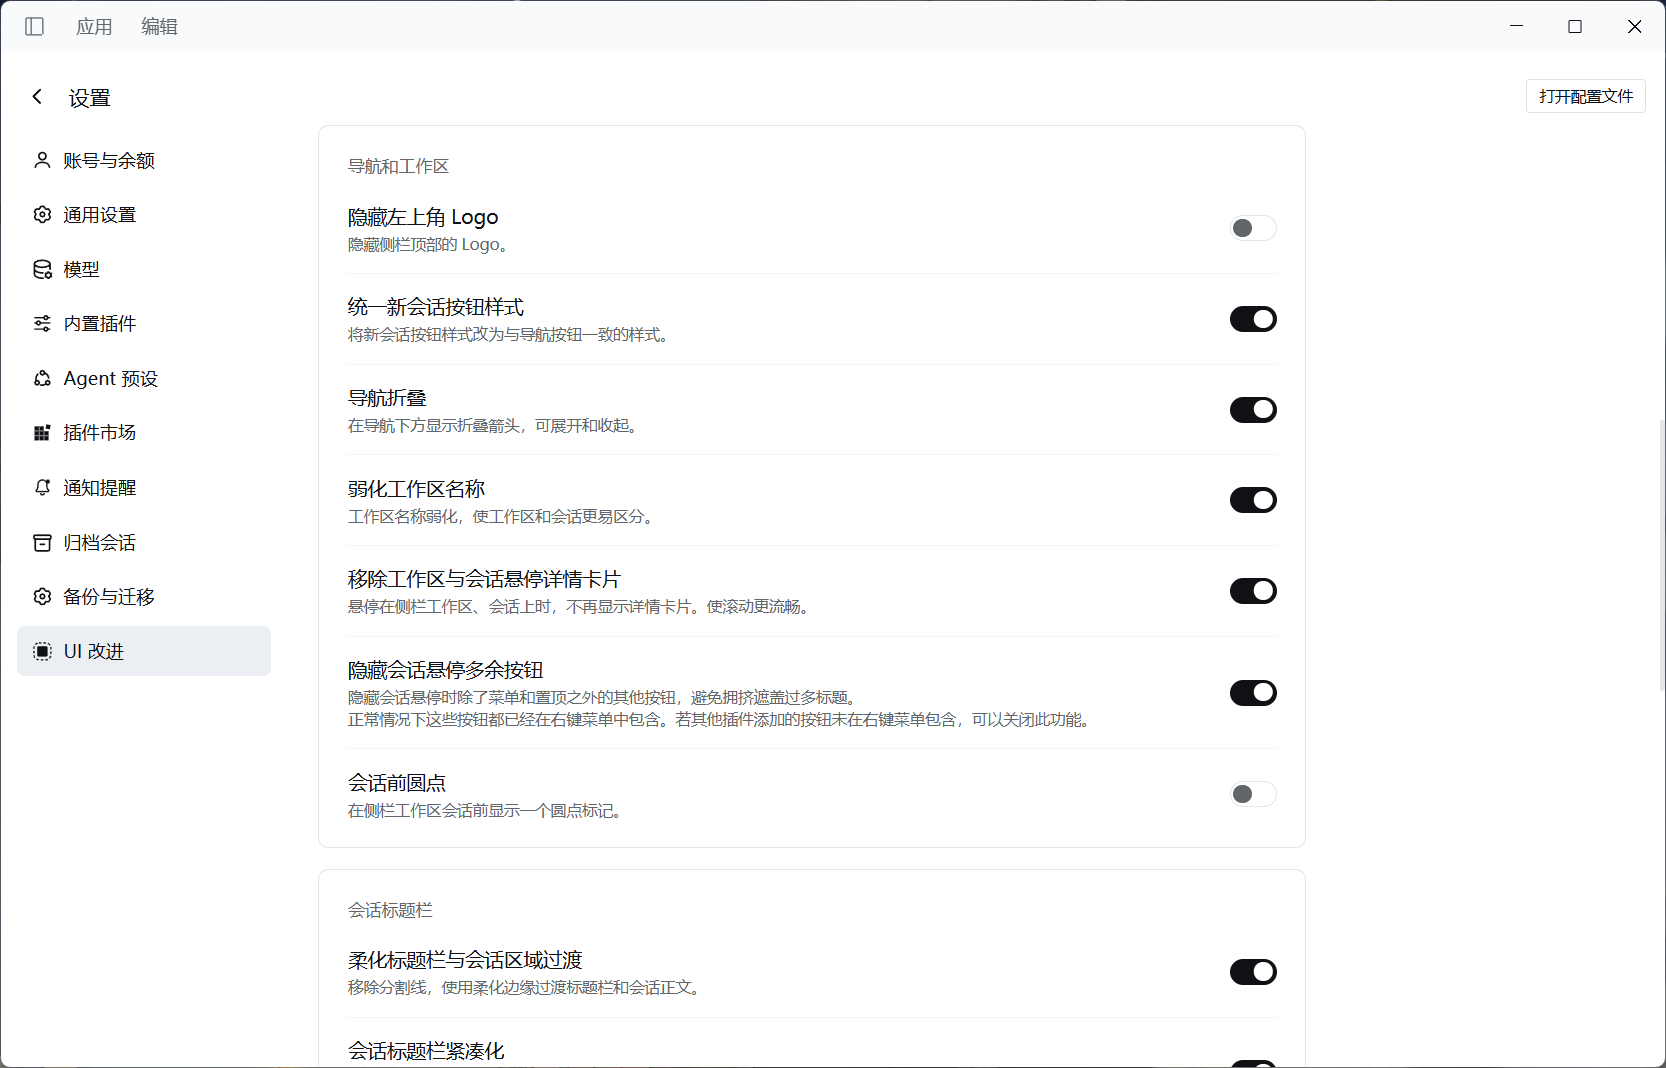 应用 编辑
设置
打开配置文件
账号与余额
通用设置
模型
内置插件
Agent 预设
插件市场
通知提醒
归档会话
备份与迁移
UI 改进
导航和工作区
隐藏左上角 Logo
隐藏侧栏顶部的 Logo。
统一新会话按钮样式
将新会话按钮样式改为与导航按钮一致的样式。
导航折叠
在导航下方显示折叠箭头，可展开和收起。
弱化工作区名称
工作区名称弱化，使工作区和会话更易区分。
移除工作区与会话悬停详情卡片
悬停在侧栏工作区、会话上时，不再显示详情卡片。使滚动更流畅。
隐藏会话悬停多余按钮
隐藏会话悬停时除了菜单和置顶之外的其他按钮，避免拥挤遮盖过多标题。
正常情况下这些按钮都已经在右键菜单中包含。若其他插件添加的按钮未在右键菜单包含，可以关闭此功能。
会话前圆点
在侧栏工作区会话前显示一个圆点标记。
会话标题栏
柔化标题栏与会话区域过渡
移除分割线，使用柔化边缘过渡标题栏和会话正文。
会话标题栏紧凑化